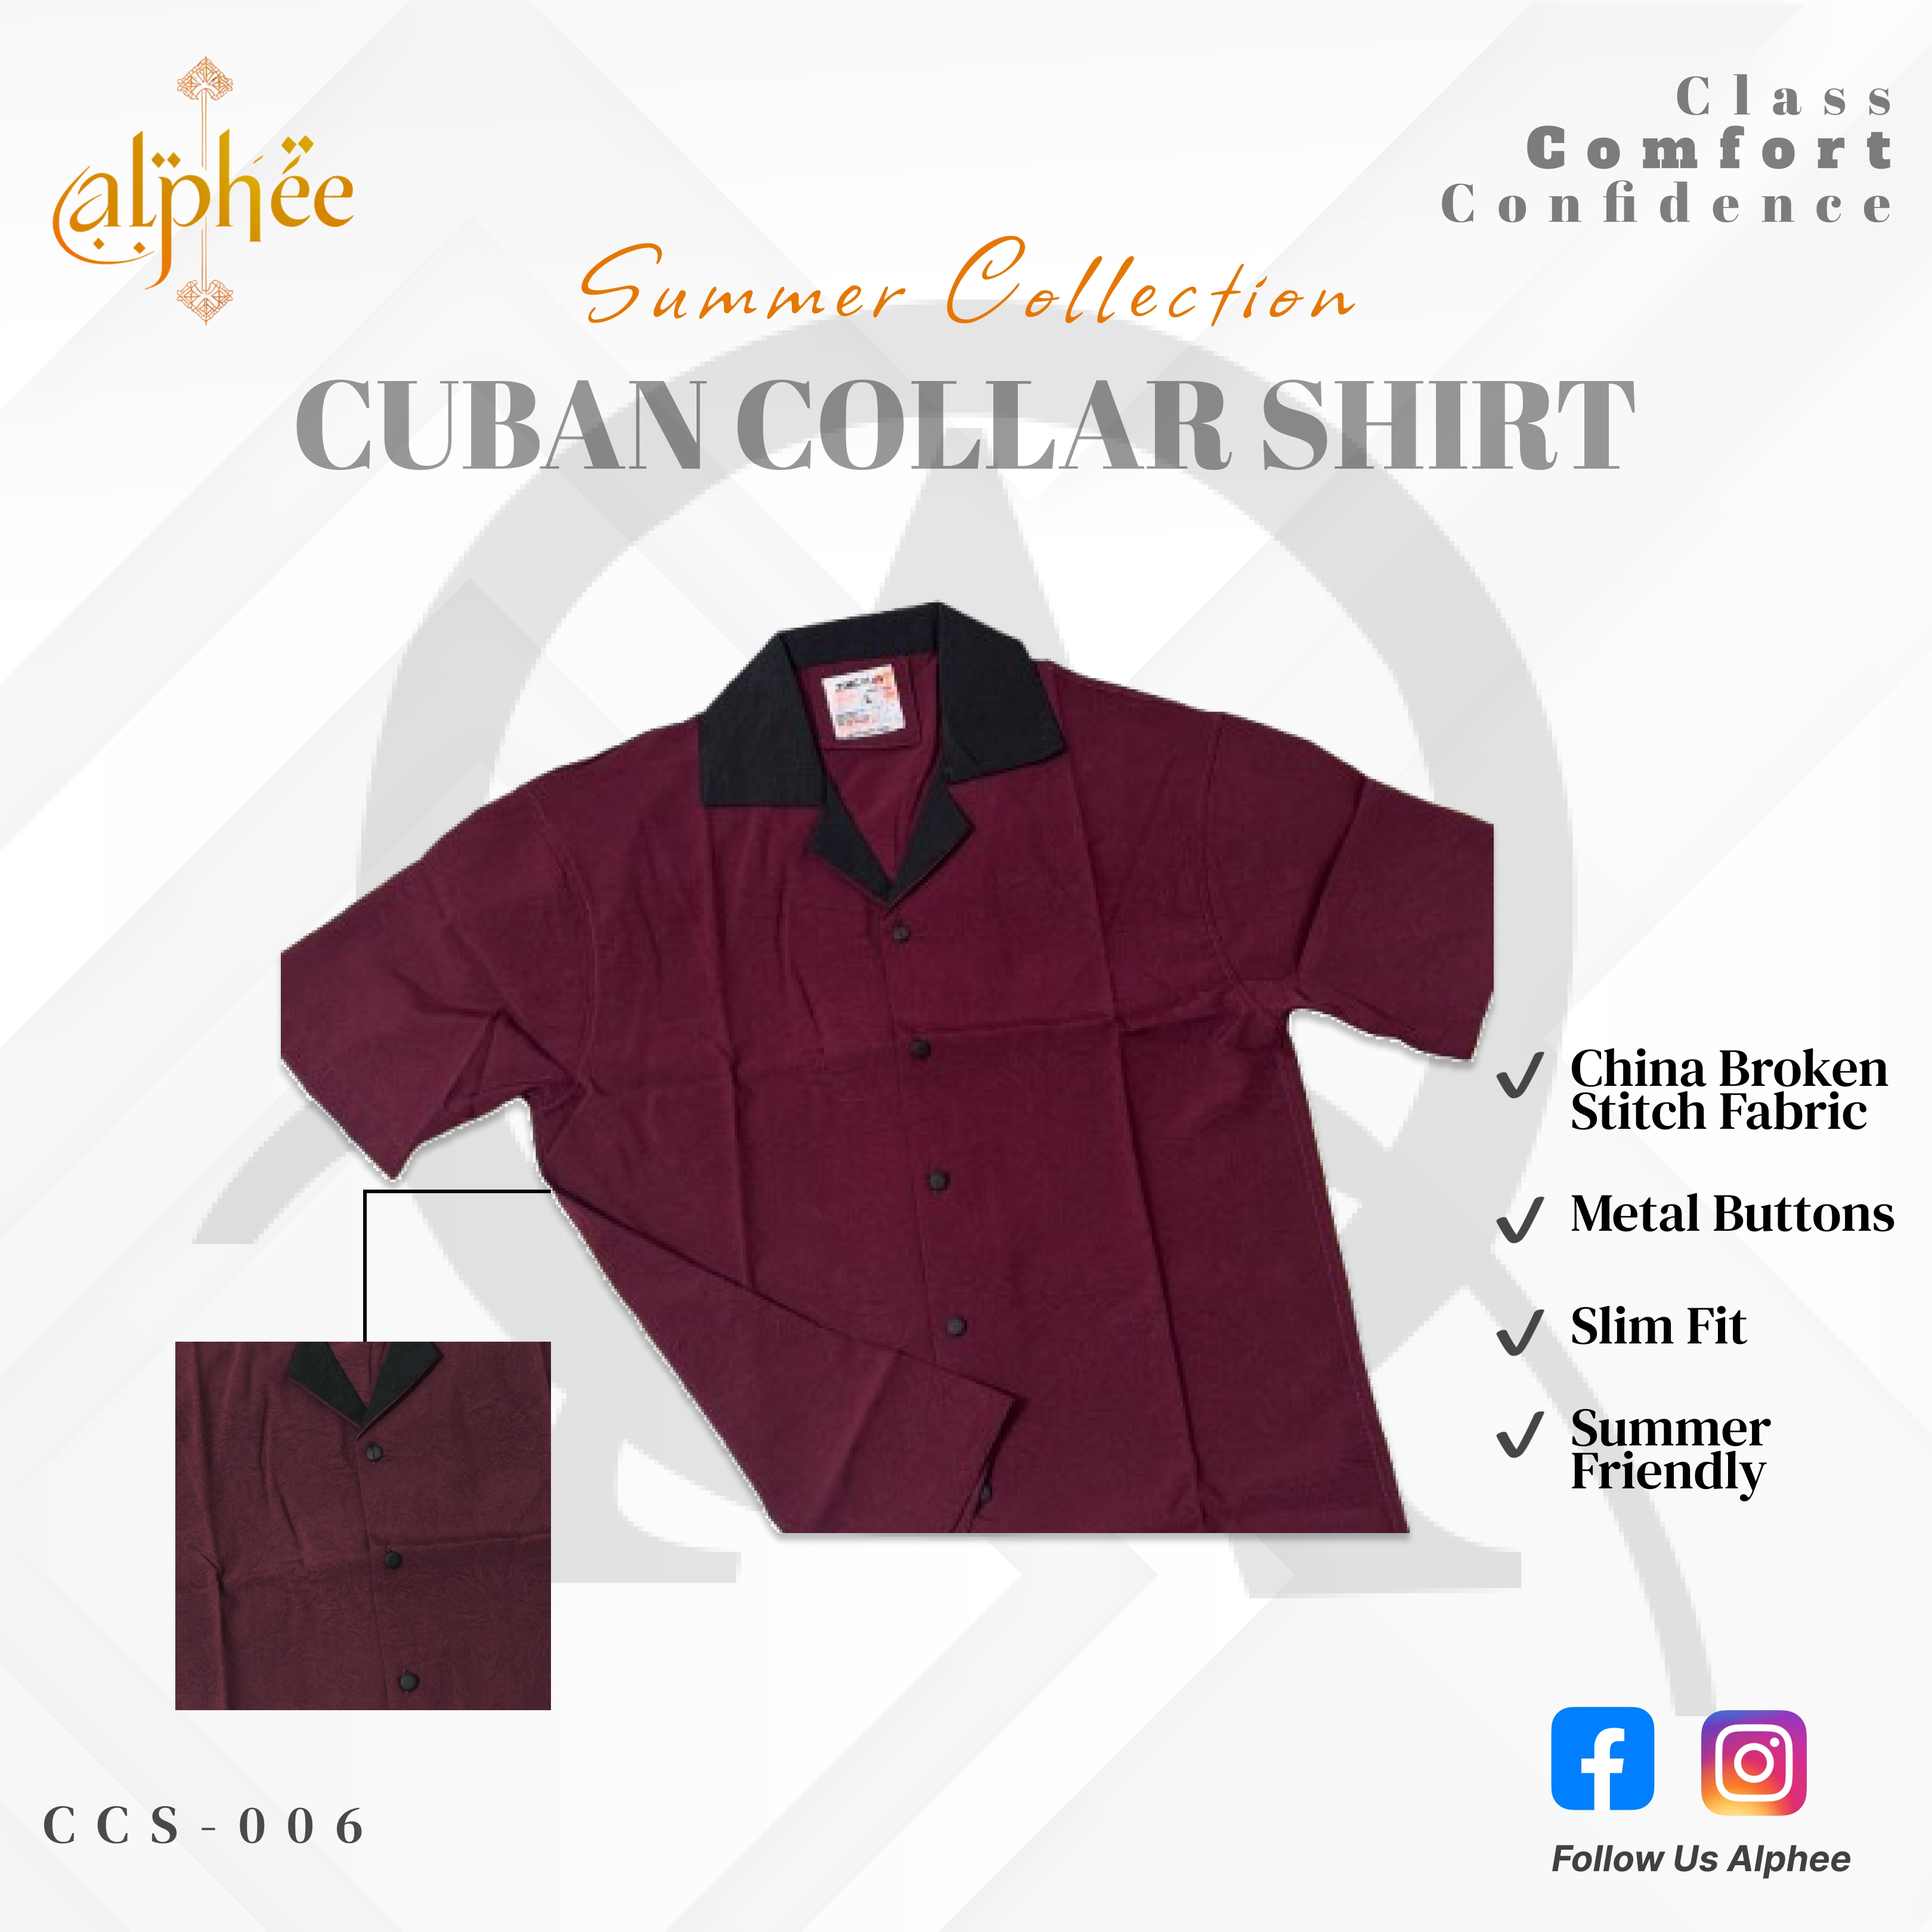 alphëe
Class
Comfort
Confidence
Summer Collection
CUBAN COLLAR SHIRT
China Broken
Stitch Fabric
Metal Buttons
Slim Fit
Summer
Friendly
CCS-006
Follow Us Alphee